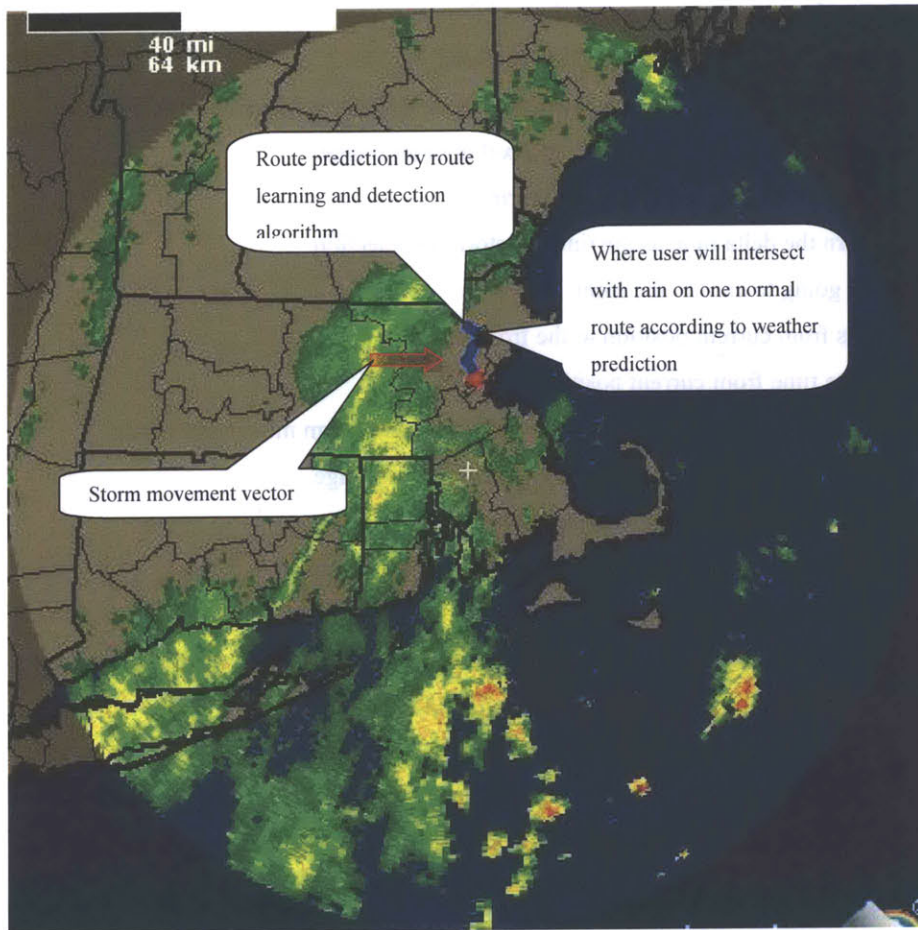 40 mi
64 km
Route prediction by route
learning and detection
algorithm
Where user will intersect
with rain on one normal
route according to weather
prediction
Storm movement vector